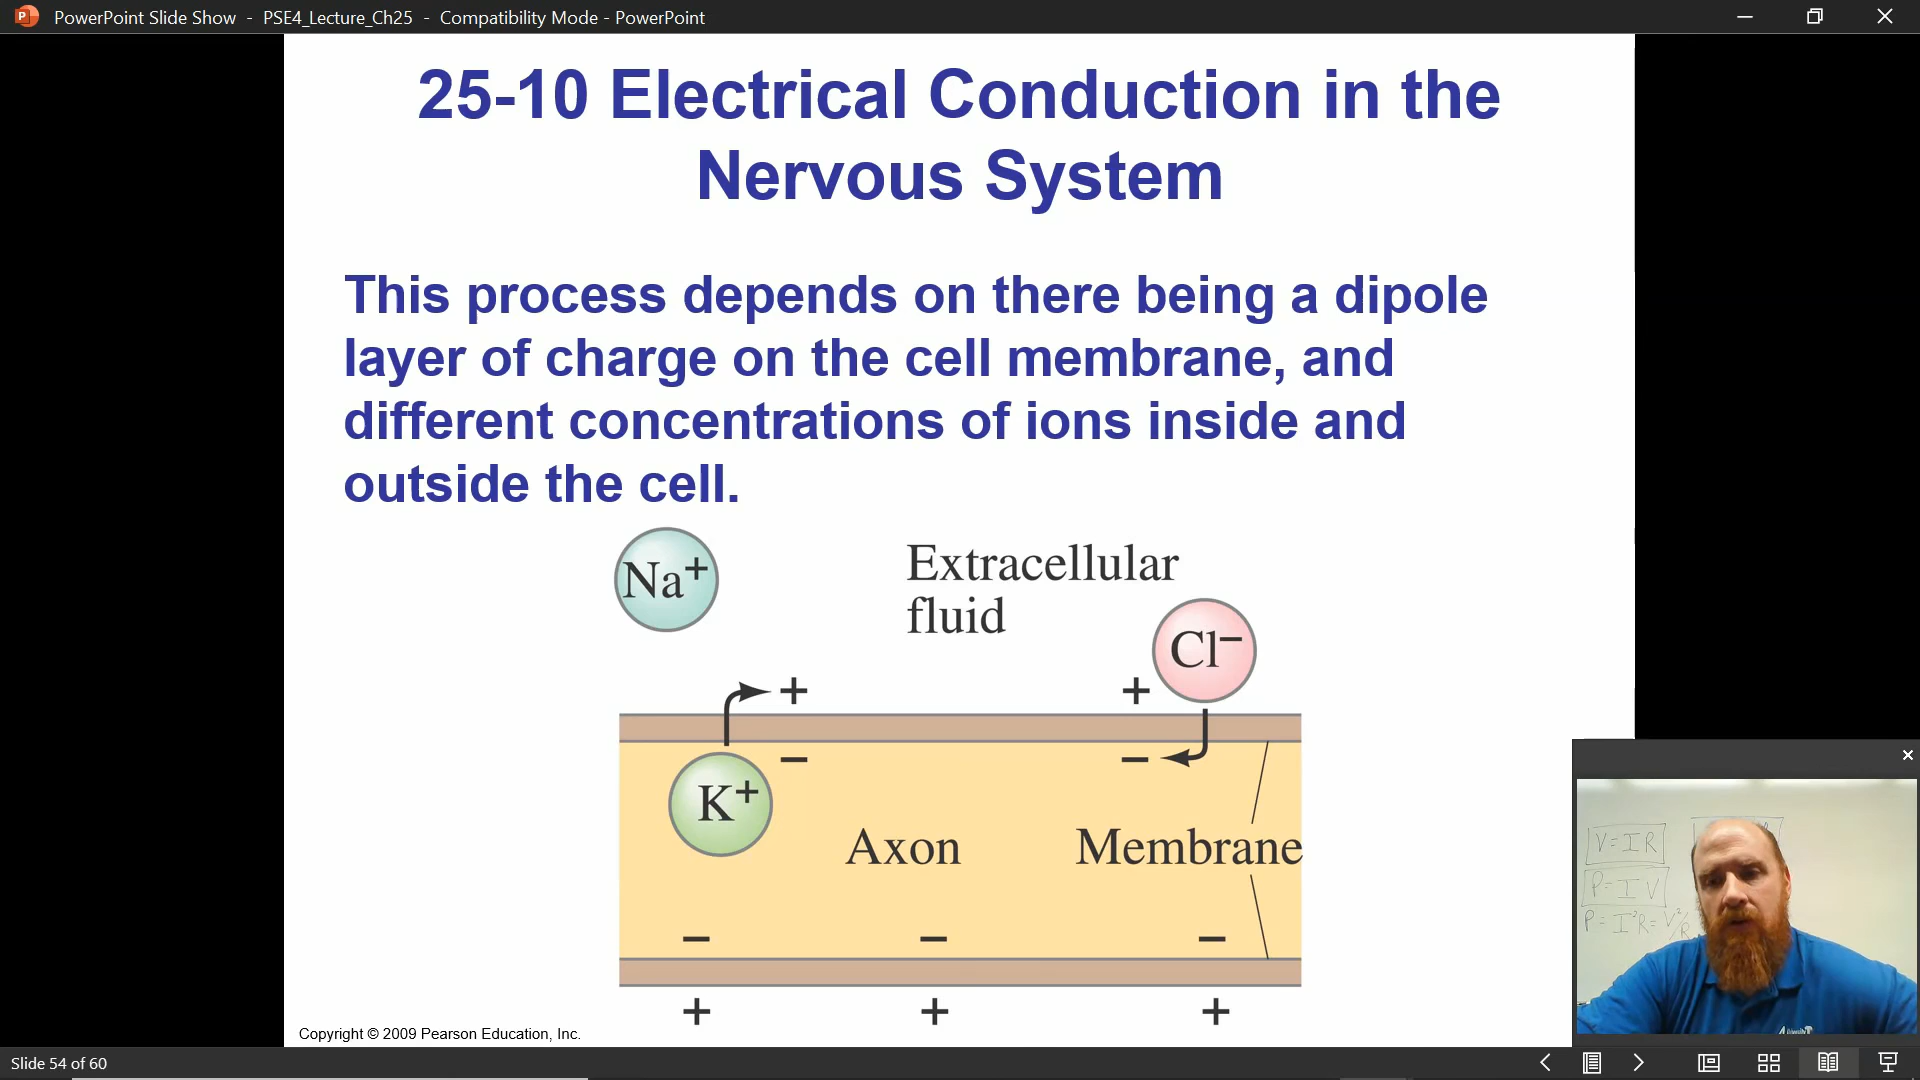 PowerPoint Slide Show - PSE4_Lecture_Ch25 - Compatibility Mode - PowerPoint
25-10 Electrical Conduction in the
Nervous System
This process depends on there being a dipole
layer of charge on the cell membrane, and
different concentrations of ions inside and
outside the cell.
Na+
Extracellular
fluid
Cl−
+ +
− −
K+
Axon Membrane
− − −
+ + +
Copyright © 2009 Pearson Education, Inc.
V=IR
P=IV
P=I²R=V²/R
Slide 54 of 60